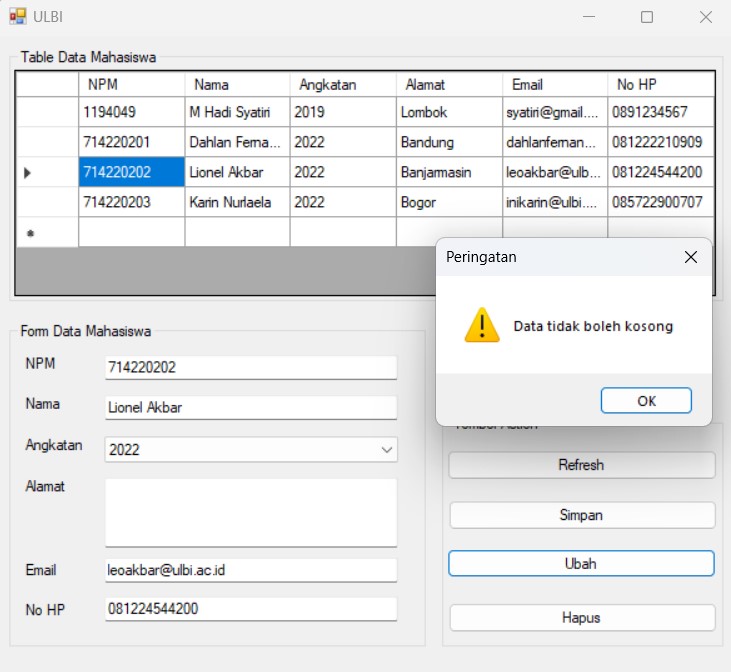 ULBI
Table Data Mahasiswa
NPM Nama Angkatan Alamat Email No HP
1194049 M Hadi Syatiri 2019 Lombok syatiri@gmail.... 0891234567
714220201 Dahlan Ferna... 2022 Bandung dahlanfernan... 081222210909
714220202 Lionel Akbar 2022 Banjarmasin leoakbar@ulb... 081224544200
714220203 Karin Nurlaela 2022 Bogor inikarin@ulbi.... 085722900707
Peringatan
Data tidak boleh kosong
OK
Form Data Mahasiswa
NPM 714220202
Nama Lionel Akbar
Angkatan 2022
Alamat
Email leoakbar@ulbi.ac.id
No HP 081224544200
Refresh
Simpan
Ubah
Hapus